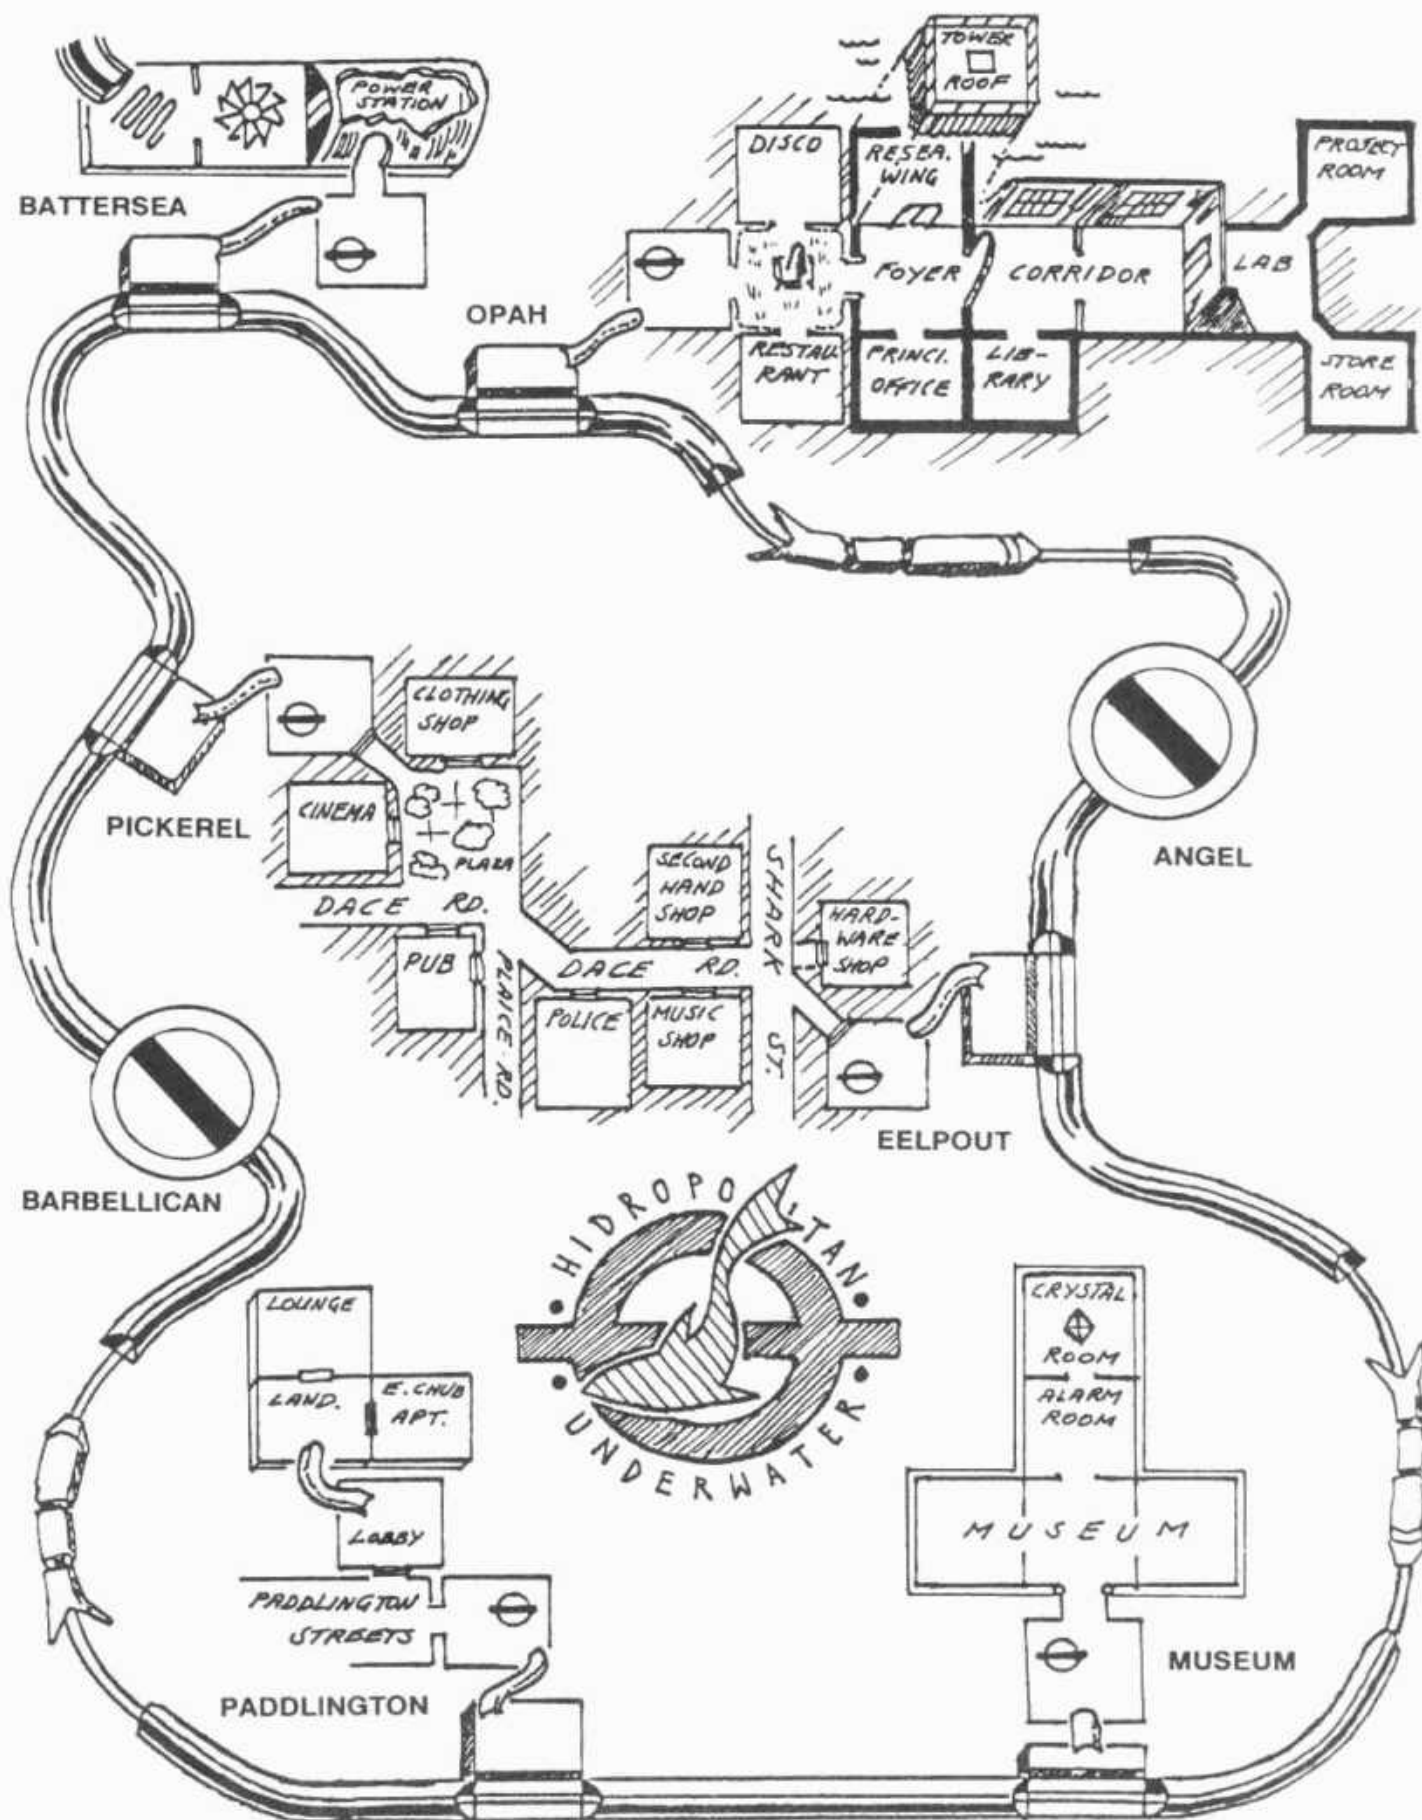 POWER
STATION
BATTERSEA
TOWER
ROOF
DISCO
RESEA.
WING
PROJECT
ROOM
FOYER
CORRIDOR
LAB
OPAH
RESTAU
RANT
PRINCI.
OFFICE
LIB-
RARY
STORE
ROOM
CLOTHING
SHOP
CINEMA
PLAZA
PICKEREL
DACE RD.
PUB
PLAICE RD.
SECOND
HAND
SHOP
SHARK ST.
HARD-
WARE
SHOP
DACE RD.
POLICE
MUSIC
SHOP
ANGEL
EELPOUT
BARBELLICAN
HIDROPO'TAN
UNDERWATER
LOUNGE
LAND.
E. CHUB
APT.
LOBBY
PADDLINGTON
STREETS
PADDLINGTON
CRYSTAL
ROOM
ALARM
ROOM
MUSEUM
MUSEUM